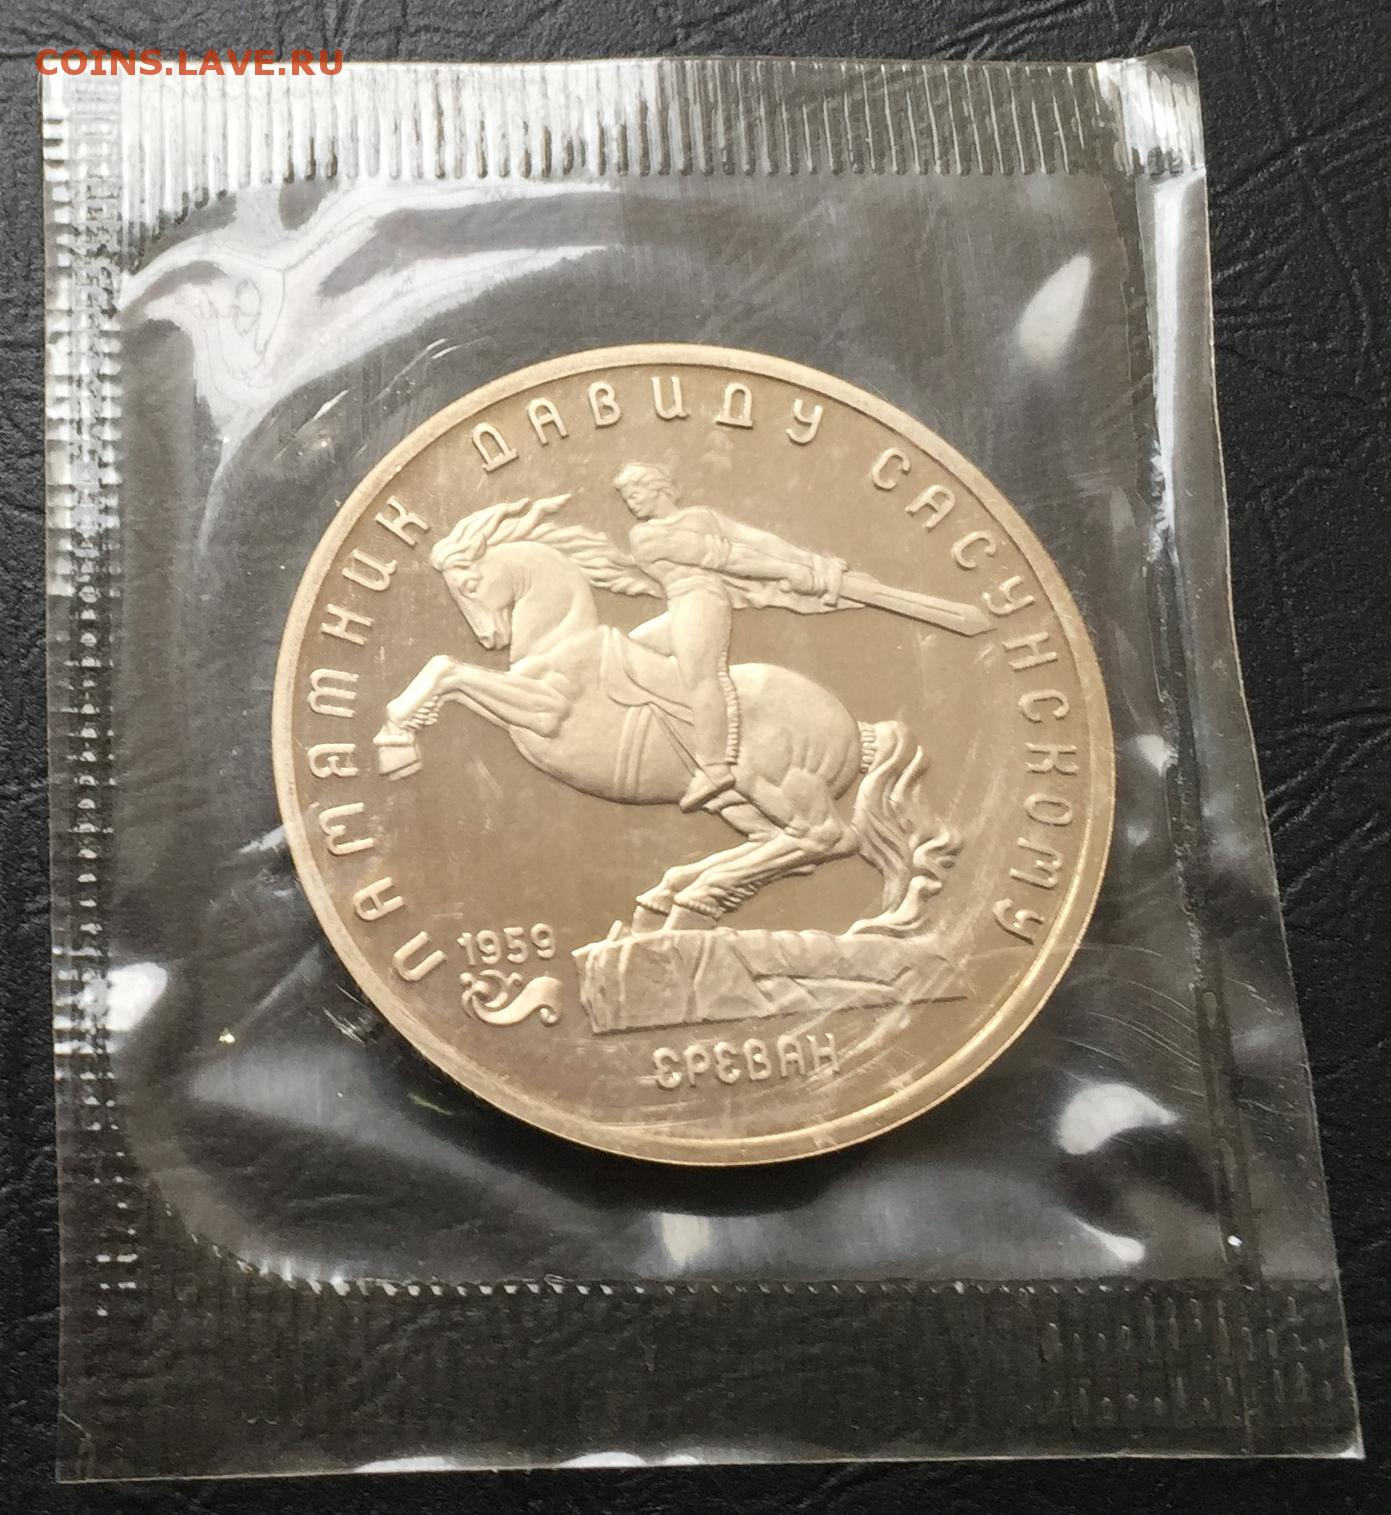 COINS.LAVE.RU
ПАМЯТНИК ДАВИДУ САСУНСКОМУ
1959
ЕРЕВАН